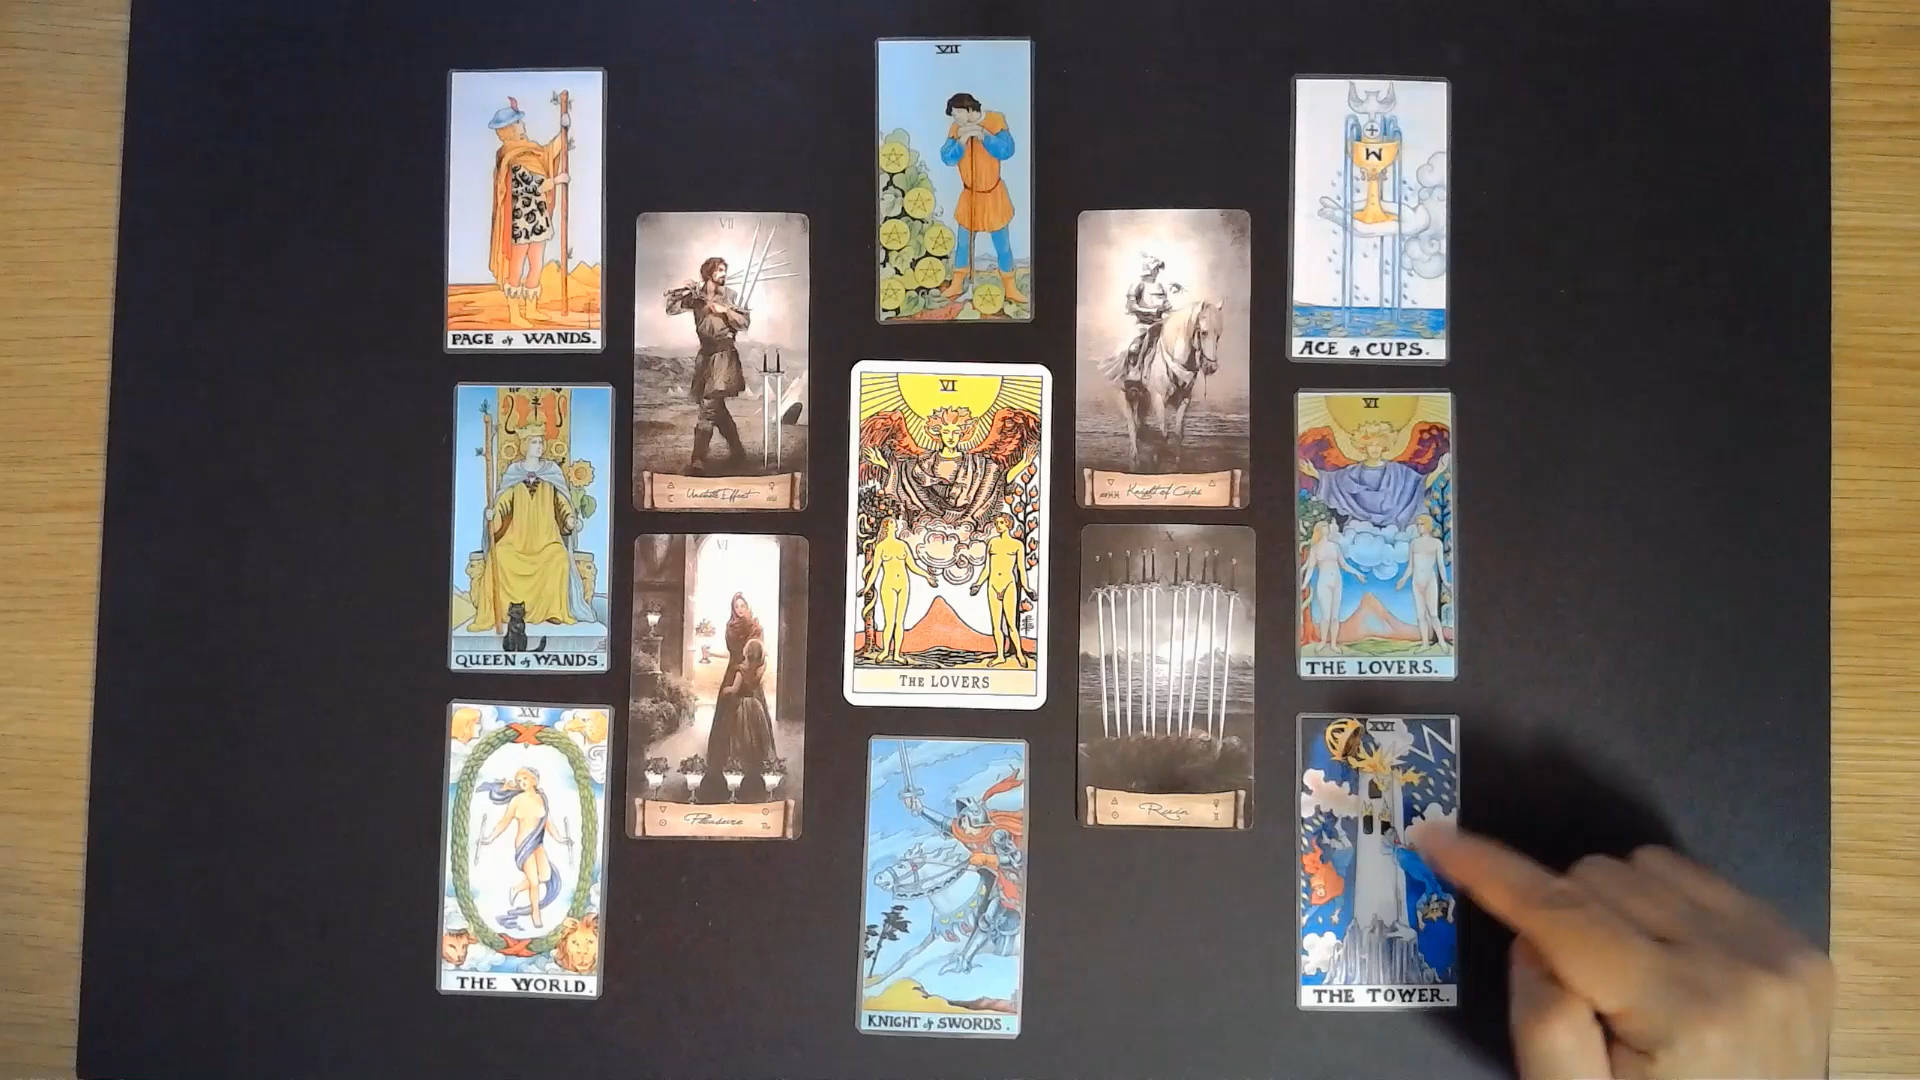 PAGE of WANDS.
VII
ACE of CUPS.
VII
Knight of Cups
QUEEN of WANDS.
VI
THE LOVERS
VI
THE LOVERS.
VI
Pleasure
X
Ruin
XXI
THE WORLD.
KNIGHT of SWORDS.
XVI
THE TOWER.